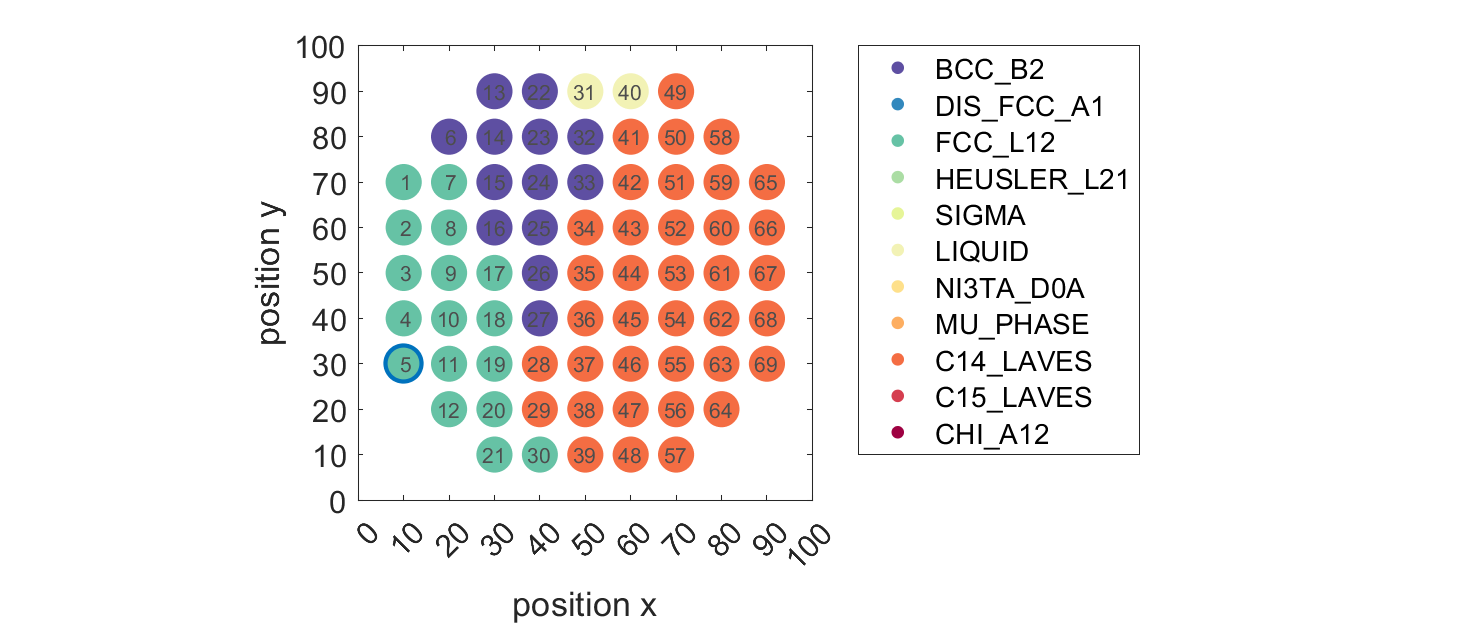 100
90 13 22 31 40 49
80 6 14 23 32 41 50 58
70 1 7 15 24 33 42 51 59 65
60 2 8 16 25 34 43 52 60 66
50 3 9 17 26 35 44 53 61 67
40 4 10 18 27 36 45 54 62 68
30 5 11 19 28 37 46 55 63 69
20 12 20 29 38 47 56 64
10 21 30 39 48 57
0
position y
0 10 20 30 40 50 60 70 80 90 100
position x
BCC_B2
DIS_FCC_A1
FCC_L12
HEUSLER_L21
SIGMA
LIQUID
NI3TA_D0A
MU_PHASE
C14_LAVES
C15_LAVES
CHI_A12